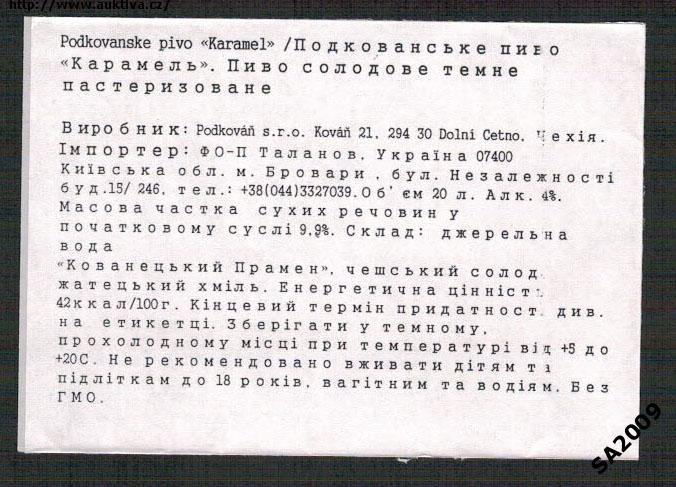 http://www.auktiva.cz/
Podkovanske pivo «Karamel» /Подкованське пиво
«Карамель». Пиво солодове темне
пастеризоване
Виробник: Podkováň s.r.o. Kováň 21, 294 30 Dolní Cetno, Чехія.
Імпортер: ФО-П Таланов, Україна 07400
Київська обл. м. Бровари , бул. Незалежності
буд.15/ 246, тел.: +38(044)3327039.Об' єм 20 л. Алк. 4%.
Масова частка сухих речовин у
початковому суслі 9,9%. Склад: джерельна
вода
«Кованецький Прамен», чешський солод,
жатецький хміль. Енергетична цінність
42ккал/100г. Кінцевий термін придатност. див.
на етикетці. Зберігати у темному,
прохолодному місці при температурі від +5 до
+20С. Не рекомендовано вживати дітям та
підліткам до 18 років, вагітним та водіям. Без
ГМО.
SA2009